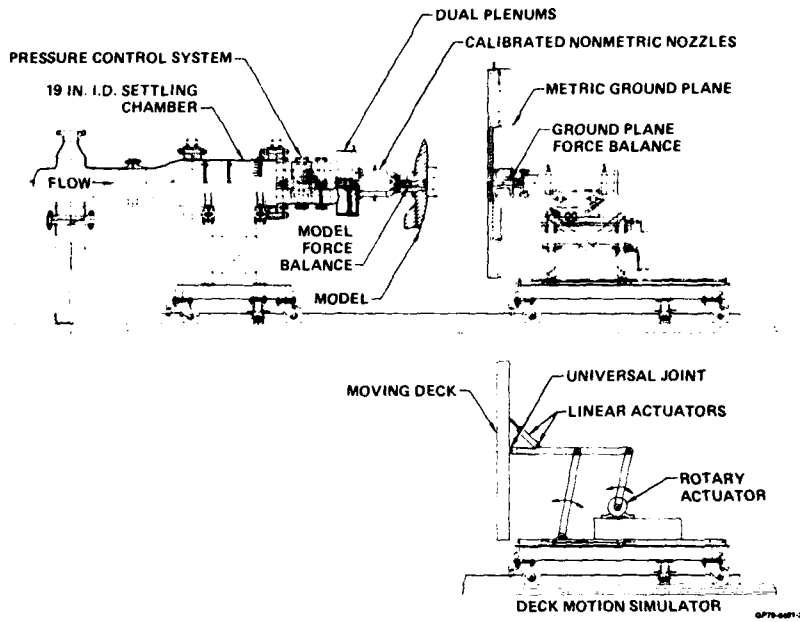 DUAL PLENUMS
PRESSURE CONTROL SYSTEM
CALIBRATED NONMETRIC NOZZLES
19 IN. I.D. SETTLING
CHAMBER
METRIC GROUND PLANE
GROUND PLANE
FORCE BALANCE
FLOW
MODEL
FORCE
BALANCE
MODEL
MOVING DECK
UNIVERSAL JOINT
LINEAR ACTUATORS
ROTARY
ACTUATOR
DECK MOTION SIMULATOR